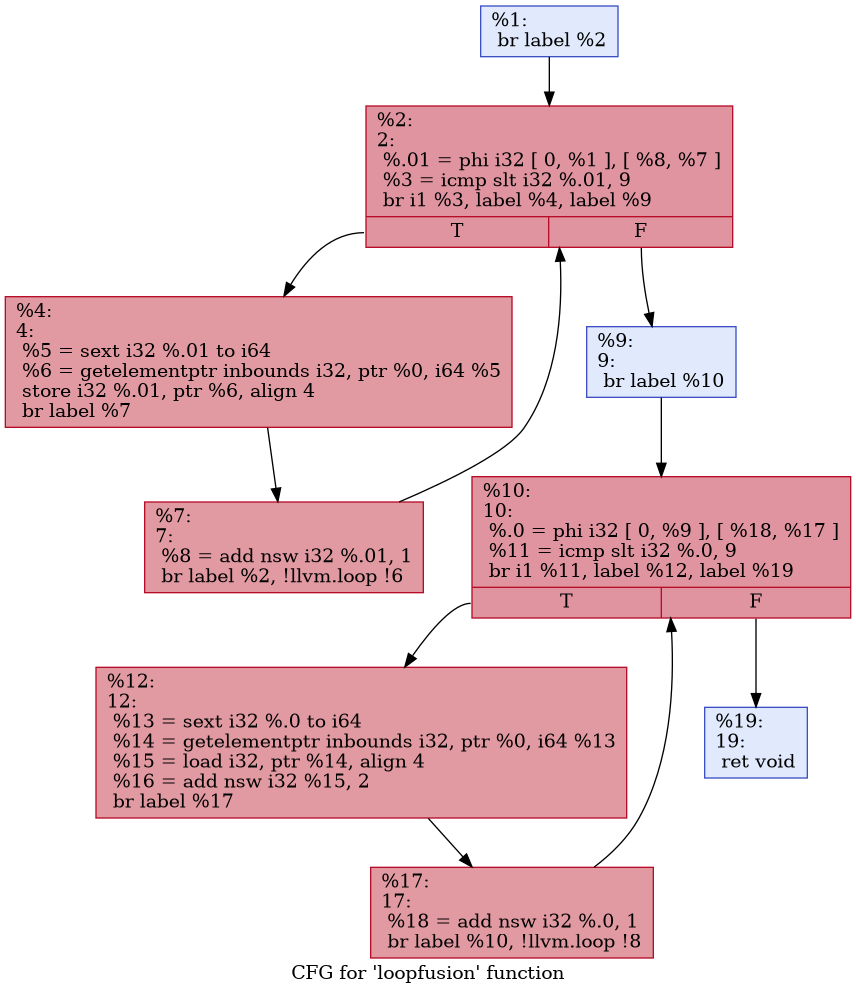 %1:
br label %2
%2:
2:
%.01 = phi i32 [ 0, %1 ], [ %8, %7 ]
%3 = icmp slt i32 %.01, 9
br i1 %3, label %4, label %9
T
F
%4:
4:
%5 = sext i32 %.01 to i64
%6 = getelementptr inbounds i32, ptr %0, i64 %5
store i32 %.01, ptr %6, align 4
br label %7
%9:
9:
br label %10
%7:
7:
%8 = add nsw i32 %.01, 1
br label %2, !llvm.loop !6
%10:
10:
%.0 = phi i32 [ 0, %9 ], [ %18, %17 ]
%11 = icmp slt i32 %.0, 9
br i1 %11, label %12, label %19
T
F
%12:
12:
%13 = sext i32 %.0 to i64
%14 = getelementptr inbounds i32, ptr %0, i64 %13
%15 = load i32, ptr %14, align 4
%16 = add nsw i32 %15, 2
br label %17
%19:
19:
ret void
%17:
17:
%18 = add nsw i32 %.0, 1
br label %10, !llvm.loop !8
CFG for 'loopfusion' function